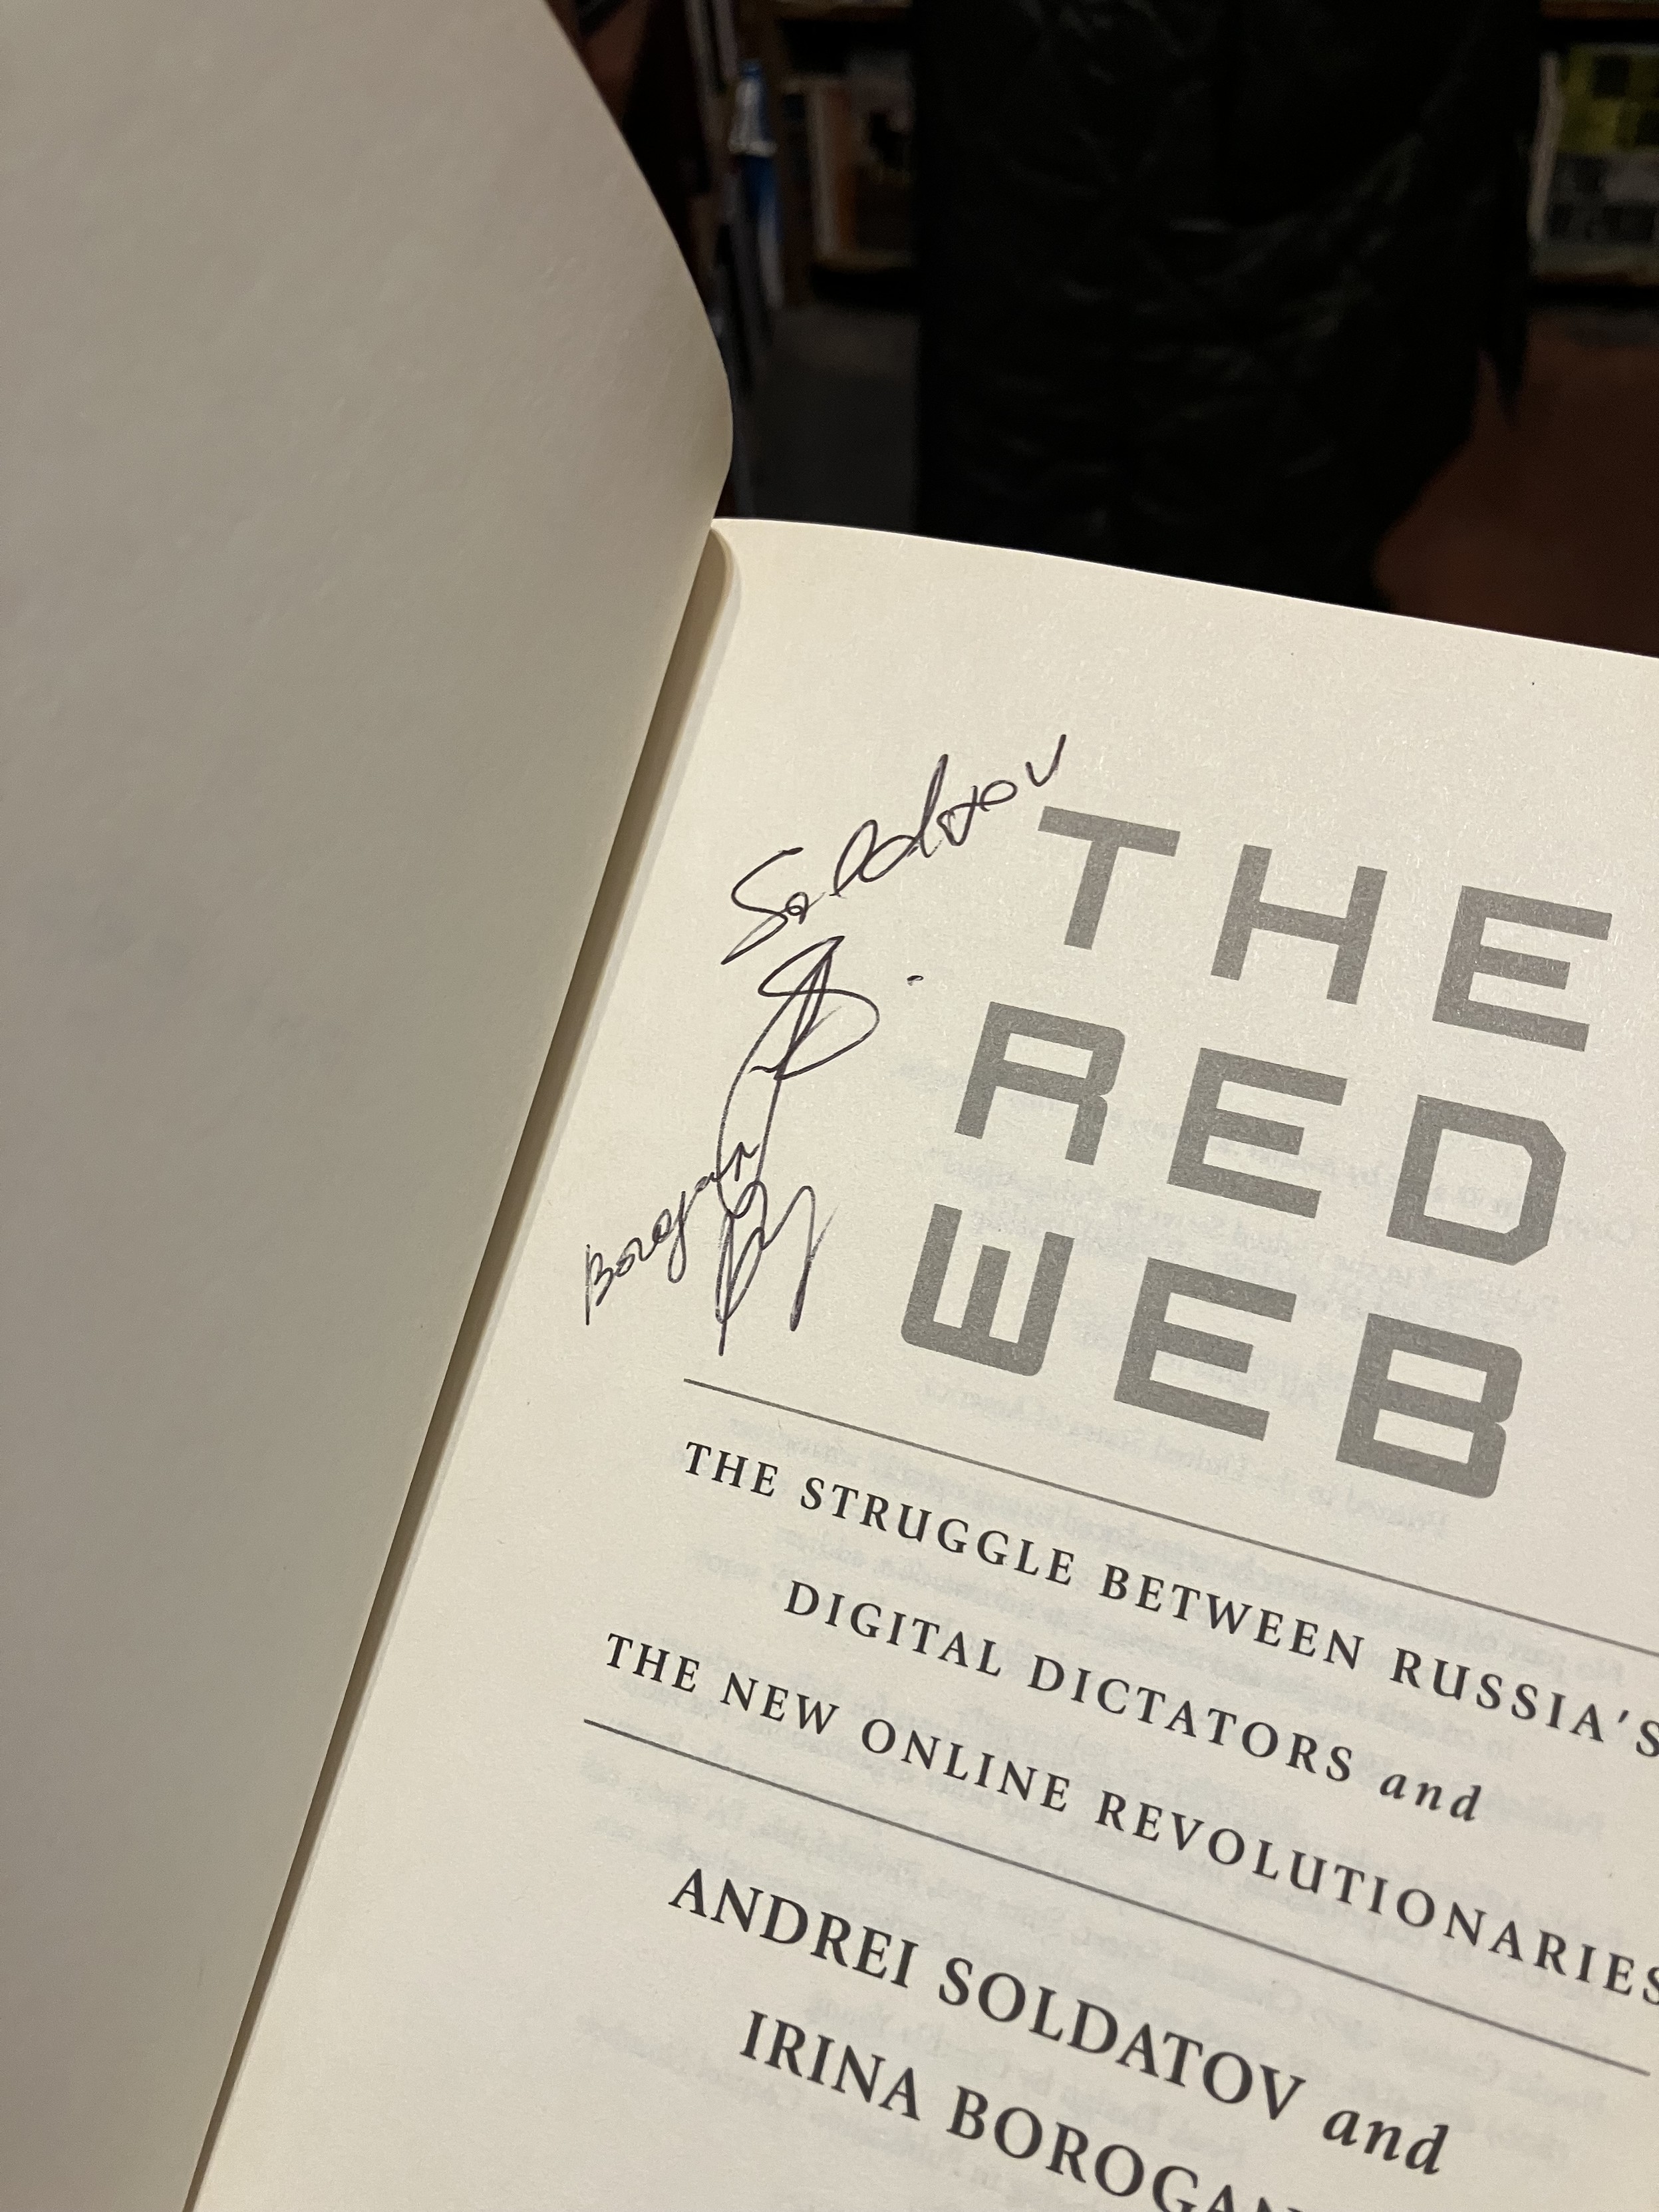 Soldatov
Borogan
THE
RED
WEB
THE STRUGGLE BETWEEN RUSSIA'S
DIGITAL DICTATORS and
THE NEW ONLINE REVOLUTIONARIES
ANDREI SOLDATOV and
IRINA BOROGAN